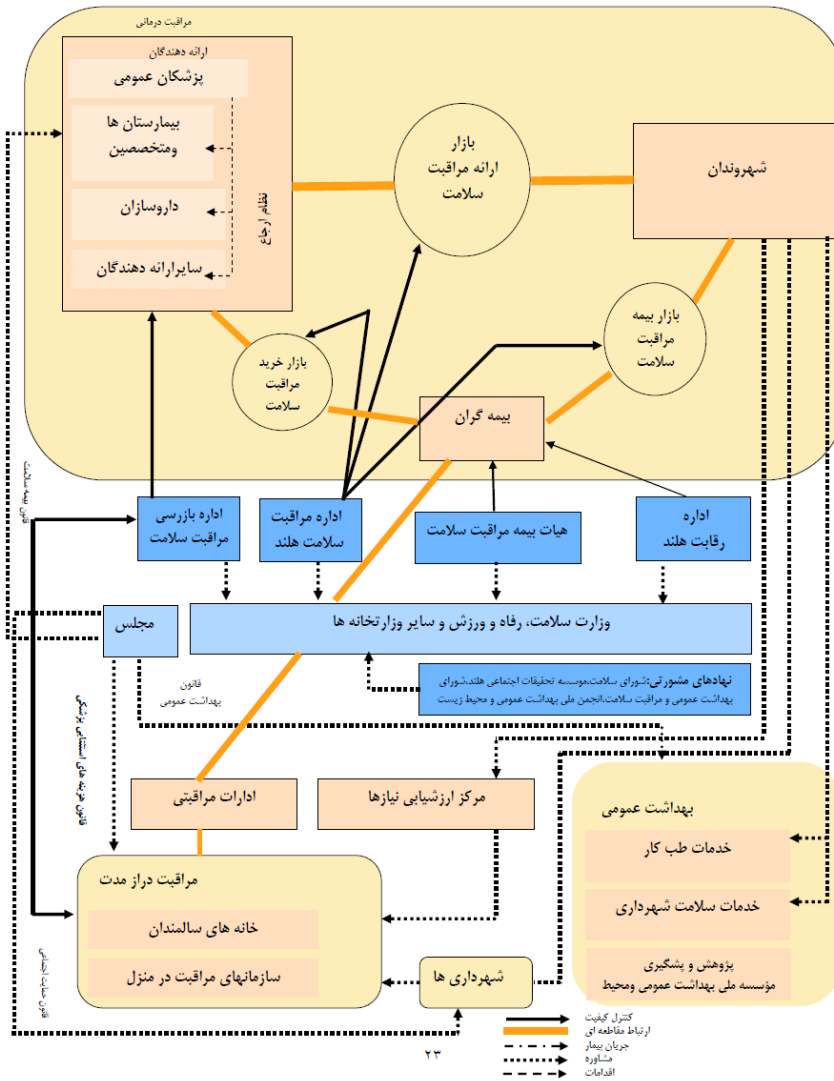 مراقبت درمانی
ارائه دهندگان
پزشکان عمومی
بیمارستان ها
ومتخصصین
داروسازان
سایرارائه دهندگان
نظام ارجاع
بازار
ارائه مراقبت
سلامت
شهروندان
بازار خرید
مراقبت
سلامت
بازار بیمه
مراقبت
سلامت
بیمه گران
قانون بیمه سلامت
اداره بازرسی
مراقبت سلامت
اداره مراقبت
سلامت هلند
هیات بیمه مراقبت سلامت
اداره
رقابت هلند
مجلس
وزارت سلامت، رفاه و ورزش و سایر وزارتخانه ها
نهادهای مشورتی:شورای سلامت،موسسه تحقیقات اجتماعی هلند،شورای
بهداشت عمومی و مراقبت سلامت،انجمن ملی بهداشت عمومی و محیط زیست
قانون
بهداشت عمومی
قانون هزینه های استثنایی پزشکی
ادارات مراقبتی
مرکز ارزشیابی نیازها
بهداشت عمومی
خدمات طب کار
خدمات سلامت شهرداری
پژوهش و پشگیری
مؤسسه ملی بهداشت عمومی ومحیط
مراقبت دراز مدت
خانه های سالمندان
سازمانهای مراقبت در منزل
قانون حمایت اجتماعی
شهرداری ها
کنترل کیفیت
ارتباط مقاطعه ای
جریان بیمار
مشاوره
اقدامات
۲۳